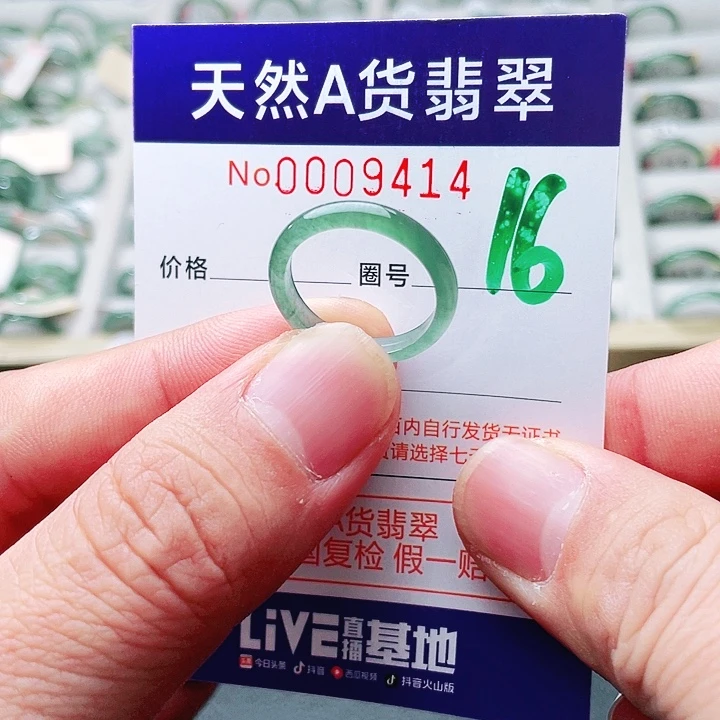 天然A货翡翠
No.0009414
价格 圈号 16
内自行发货无证书
请选择七
货翡翠
复检 假一赔
LiVE直播基地
今日头条 抖音 西瓜视频 抖音火山版